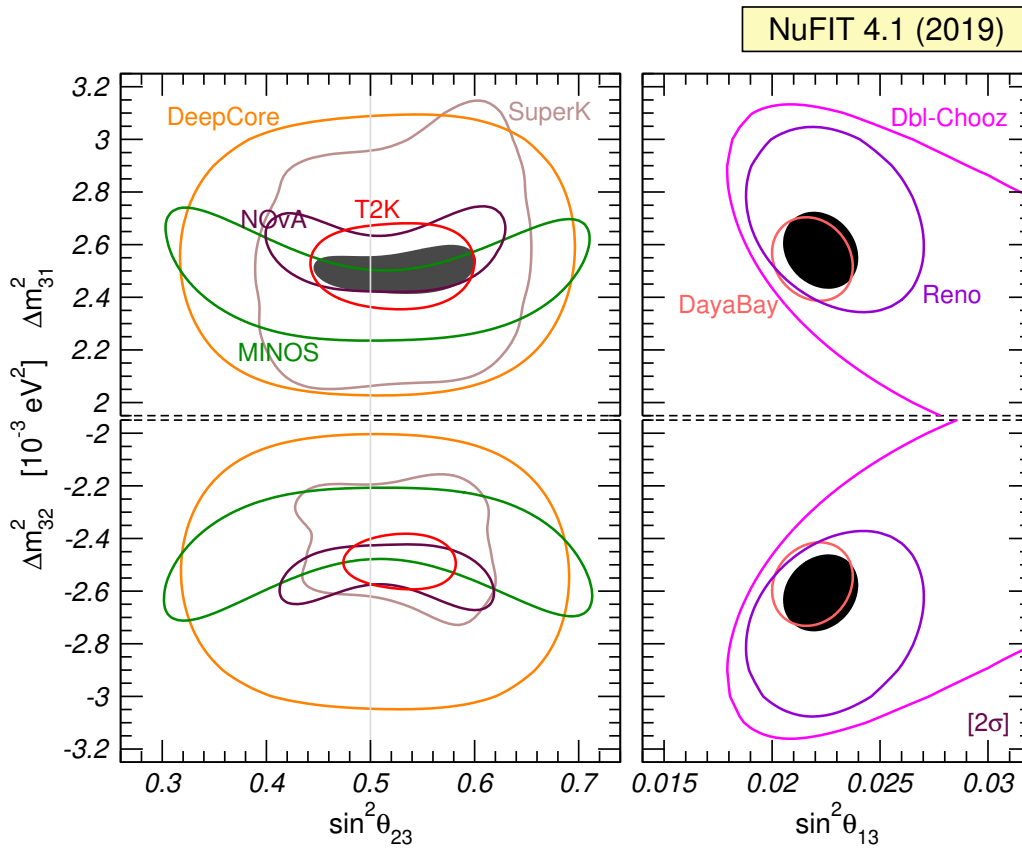 NuFIT 4.1 (2019)
3.2
3
2.8
2.6
2.4
2.2
2
-2
-2.2
-2.4
-2.6
-2.8
-3
-3.2
Δm²₃₂ [10⁻³ eV²] Δm²₃₁
DeepCore
SuperK
NOvA
T2K
MINOS
Dbl-Chooz
DayaBay
Reno
[2σ]
0.3 0.4 0.5 0.6 0.7
0.015 0.02 0.025 0.03
sin²θ₂₃
sin²θ₁₃